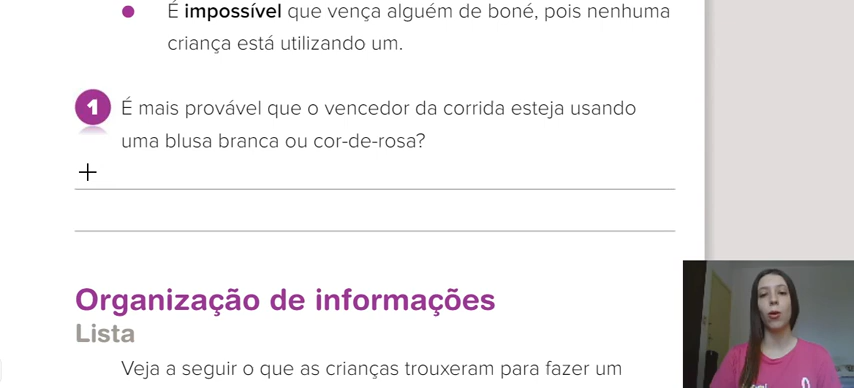 É impossível que vença alguém de boné, pois nenhuma
criança está utilizando um.
1 É mais provável que o vencedor da corrida esteja usando
uma blusa branca ou cor-de-rosa?
Organização de informações
Lista
Veja a seguir o que as crianças trouxeram para fazer um